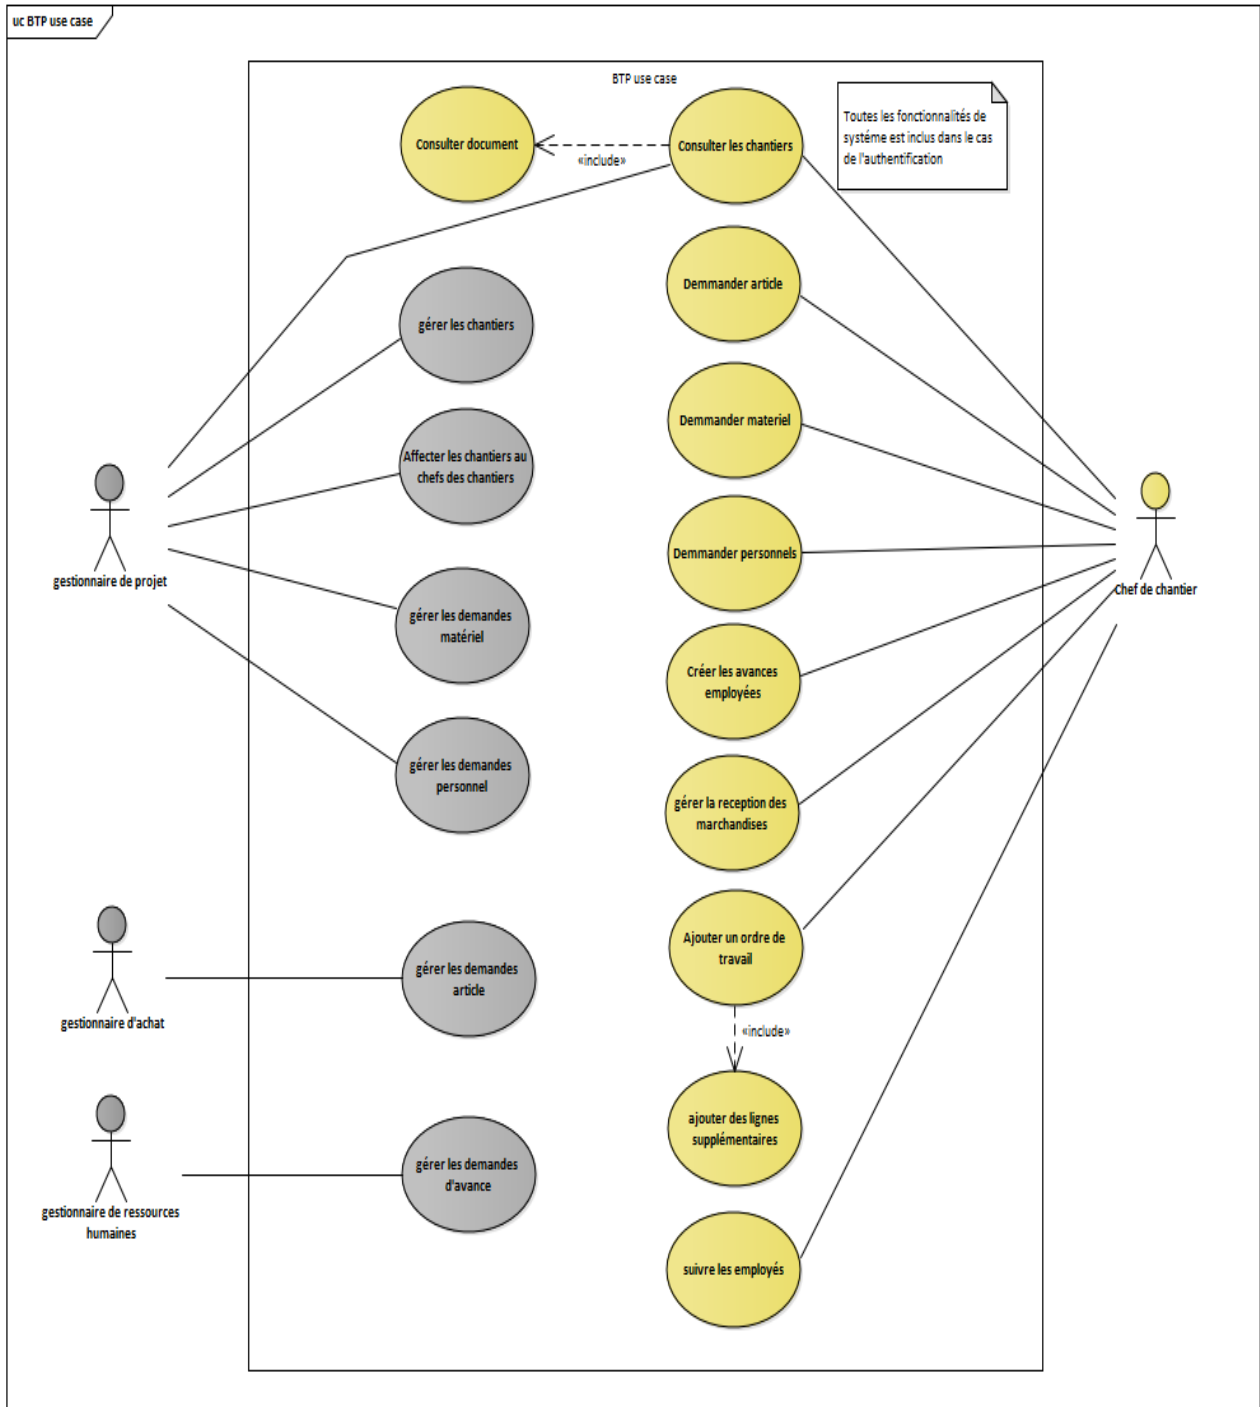 uc BTP use case
BTP use case
Toutes les fonctionnalités de
systéme est inclus dans le cas
de l'authentification
Consulter document
«include»
Consulter les chantiers
Demmander article
gérer les chantiers
Demmander materiel
Affecter les chantiers au
chefs des chantiers
gestionnaire de projet
Demmander personnels
Chef de chantier
gérer les demandes
matériel
Créer les avances
employées
gérer les demandes
personnel
gérer la reception des
marchandises
Ajouter un ordre de
travail
gestionnaire d'achat
gérer les demandes
article
«include»
ajouter des lignes
supplémentaires
gestionnaire de ressources
humaines
gérer les demandes
d'avance
suivre les employés